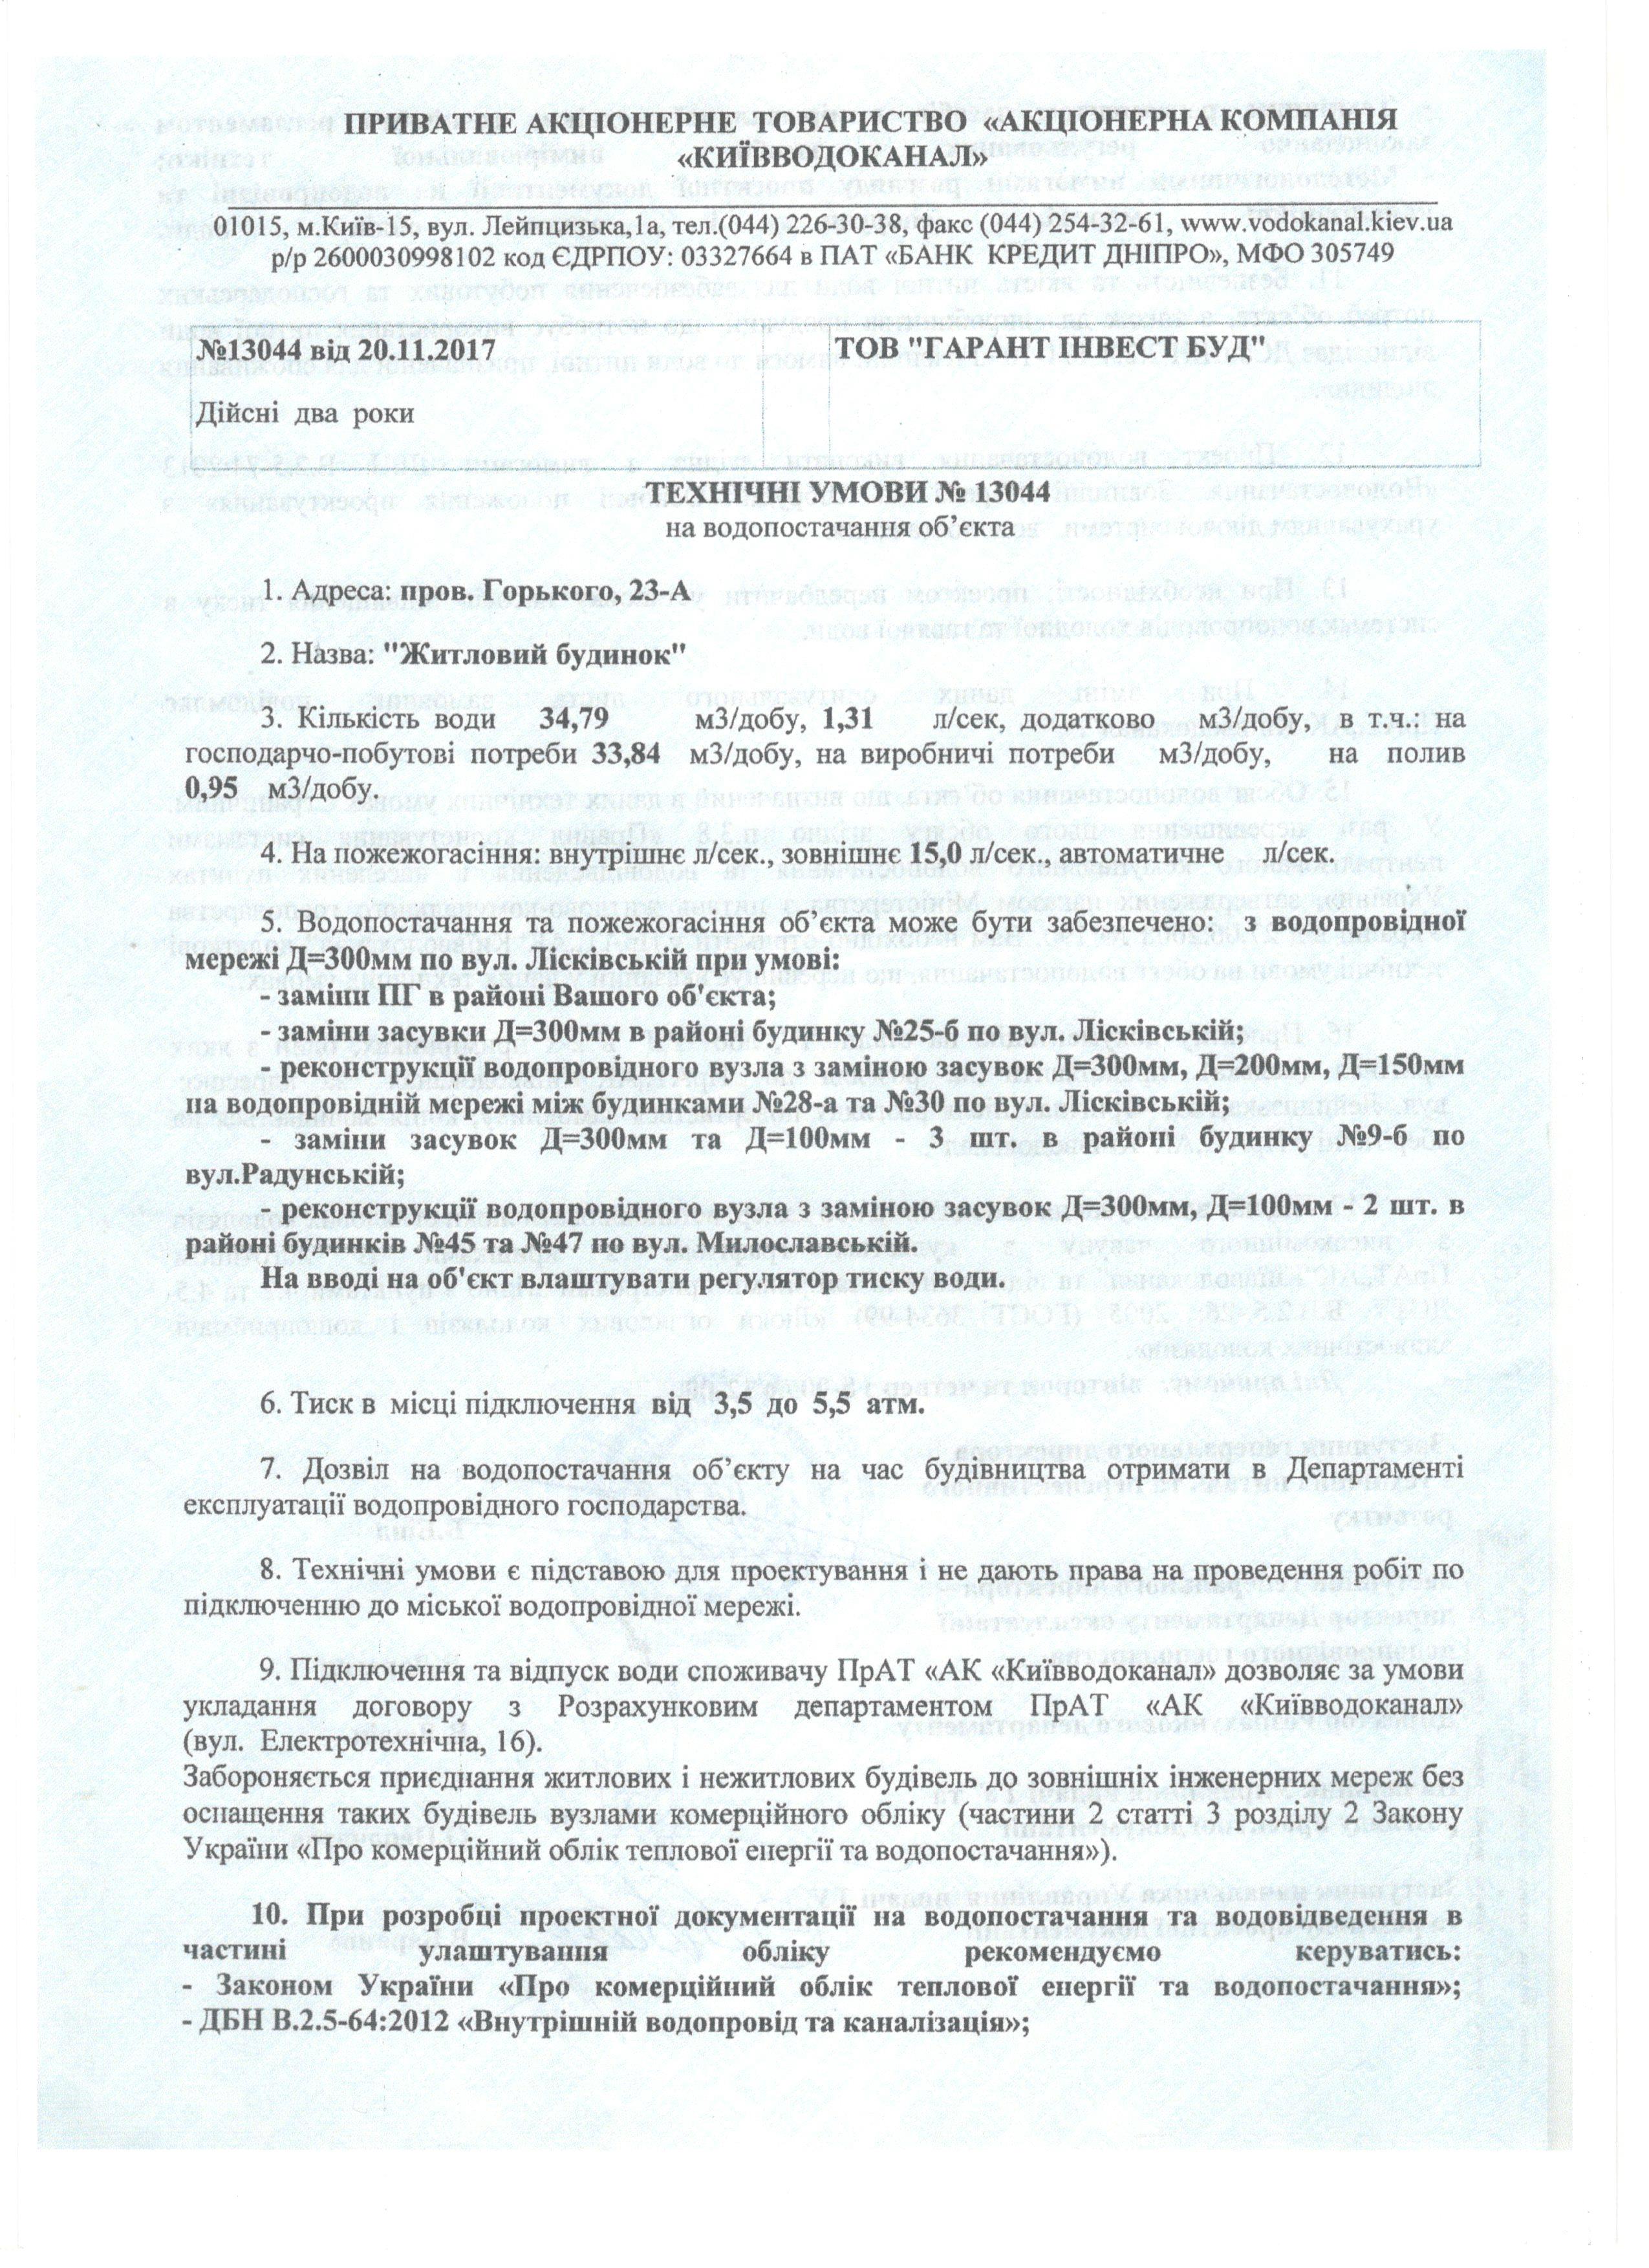 ПРИВАТНЕ АКЦІОНЕРНЕ ТОВАРИСТВО «АКЦІОНЕРНА КОМПАНІЯ
«КИЇВВОДОКАНАЛ»
01015, м.Київ-15, вул. Лейпцизька,1а, тел.(044) 226-30-38, факс (044) 254-32-61, www.vodokanal.kiev.ua
р/р 2600030998102 код ЄДРПОУ: 03327664 в ПАТ «БАНК КРЕДИТ ДНІПРО», МФО 305749
№13044 від 20.11.2017
ТОВ "ГАРАНТ ІНВЕСТ БУД"
Дійсні два роки
ТЕХНІЧНІ УМОВИ № 13044
на водопостачання об’єкта
1. Адреса: пров. Горького, 23-А
2. Назва: "Житловий будинок"
3. Кількість води 34,79 м3/добу, 1,31 л/сек, додатково м3/добу, в т.ч.: на
господарчо-побутові потреби 33,84 м3/добу, на виробничі потреби м3/добу, на полив
0,95 м3/добу.
4. На пожежогасіння: внутрішнє л/сек., зовнішнє 15,0 л/сек., автоматичне л/сек.
5. Водопостачання та пожежогасіння об’єкта може бути забезпечено: з водопровідної
мережі Д=300мм по вул. Лісківській при умові:
- заміни ПГ в районі Вашого об'єкта;
- заміни засувки Д=300мм в районі будинку №25-б по вул. Лісківській;
- реконструкції водопровідного вузла з заміною засувок Д=300мм, Д=200мм, Д=150мм
на водопровідній мережі між будинками №28-а та №30 по вул. Лісківській;
- заміни засувок Д=300мм та Д=100мм - 3 шт. в районі будинку №9-б по
вул.Радунській;
- реконструкції водопровідного вузла з заміною засувок Д=300мм, Д=100мм - 2 шт. в
районі будинків №45 та №47 по вул. Милославській.
На вводі на об'єкт влаштувати регулятор тиску води.
6. Тиск в місці підключення від 3,5 до 5,5 атм.
7. Дозвіл на водопостачання об’єкту на час будівництва отримати в Департаменті
експлуатації водопровідного господарства.
8. Технічні умови є підставою для проектування і не дають права на проведення робіт по
підключенню до міської водопровідної мережі.
9. Підключення та відпуск води споживачу ПрАТ «АК «Київводоканал» дозволяє за умови
укладання договору з Розрахунковим департаментом ПрАТ «АК «Київводоканал»
(вул. Електротехнічна, 16).
Забороняється приєднання житлових і нежитлових будівель до зовнішніх інженерних мереж без
оснащення таких будівель вузлами комерційного обліку (частини 2 статті 3 розділу 2 Закону
України «Про комерційний облік теплової енергії та водопостачання»).
10. При розробці проектної документації на водопостачання та водовідведення в
частині улаштування обліку рекомендуємо керуватись:
- Законом України «Про комерційний облік теплової енергії та водопостачання»;
- ДБН В.2.5-64:2012 «Внутрішній водопровід та каналізація»;